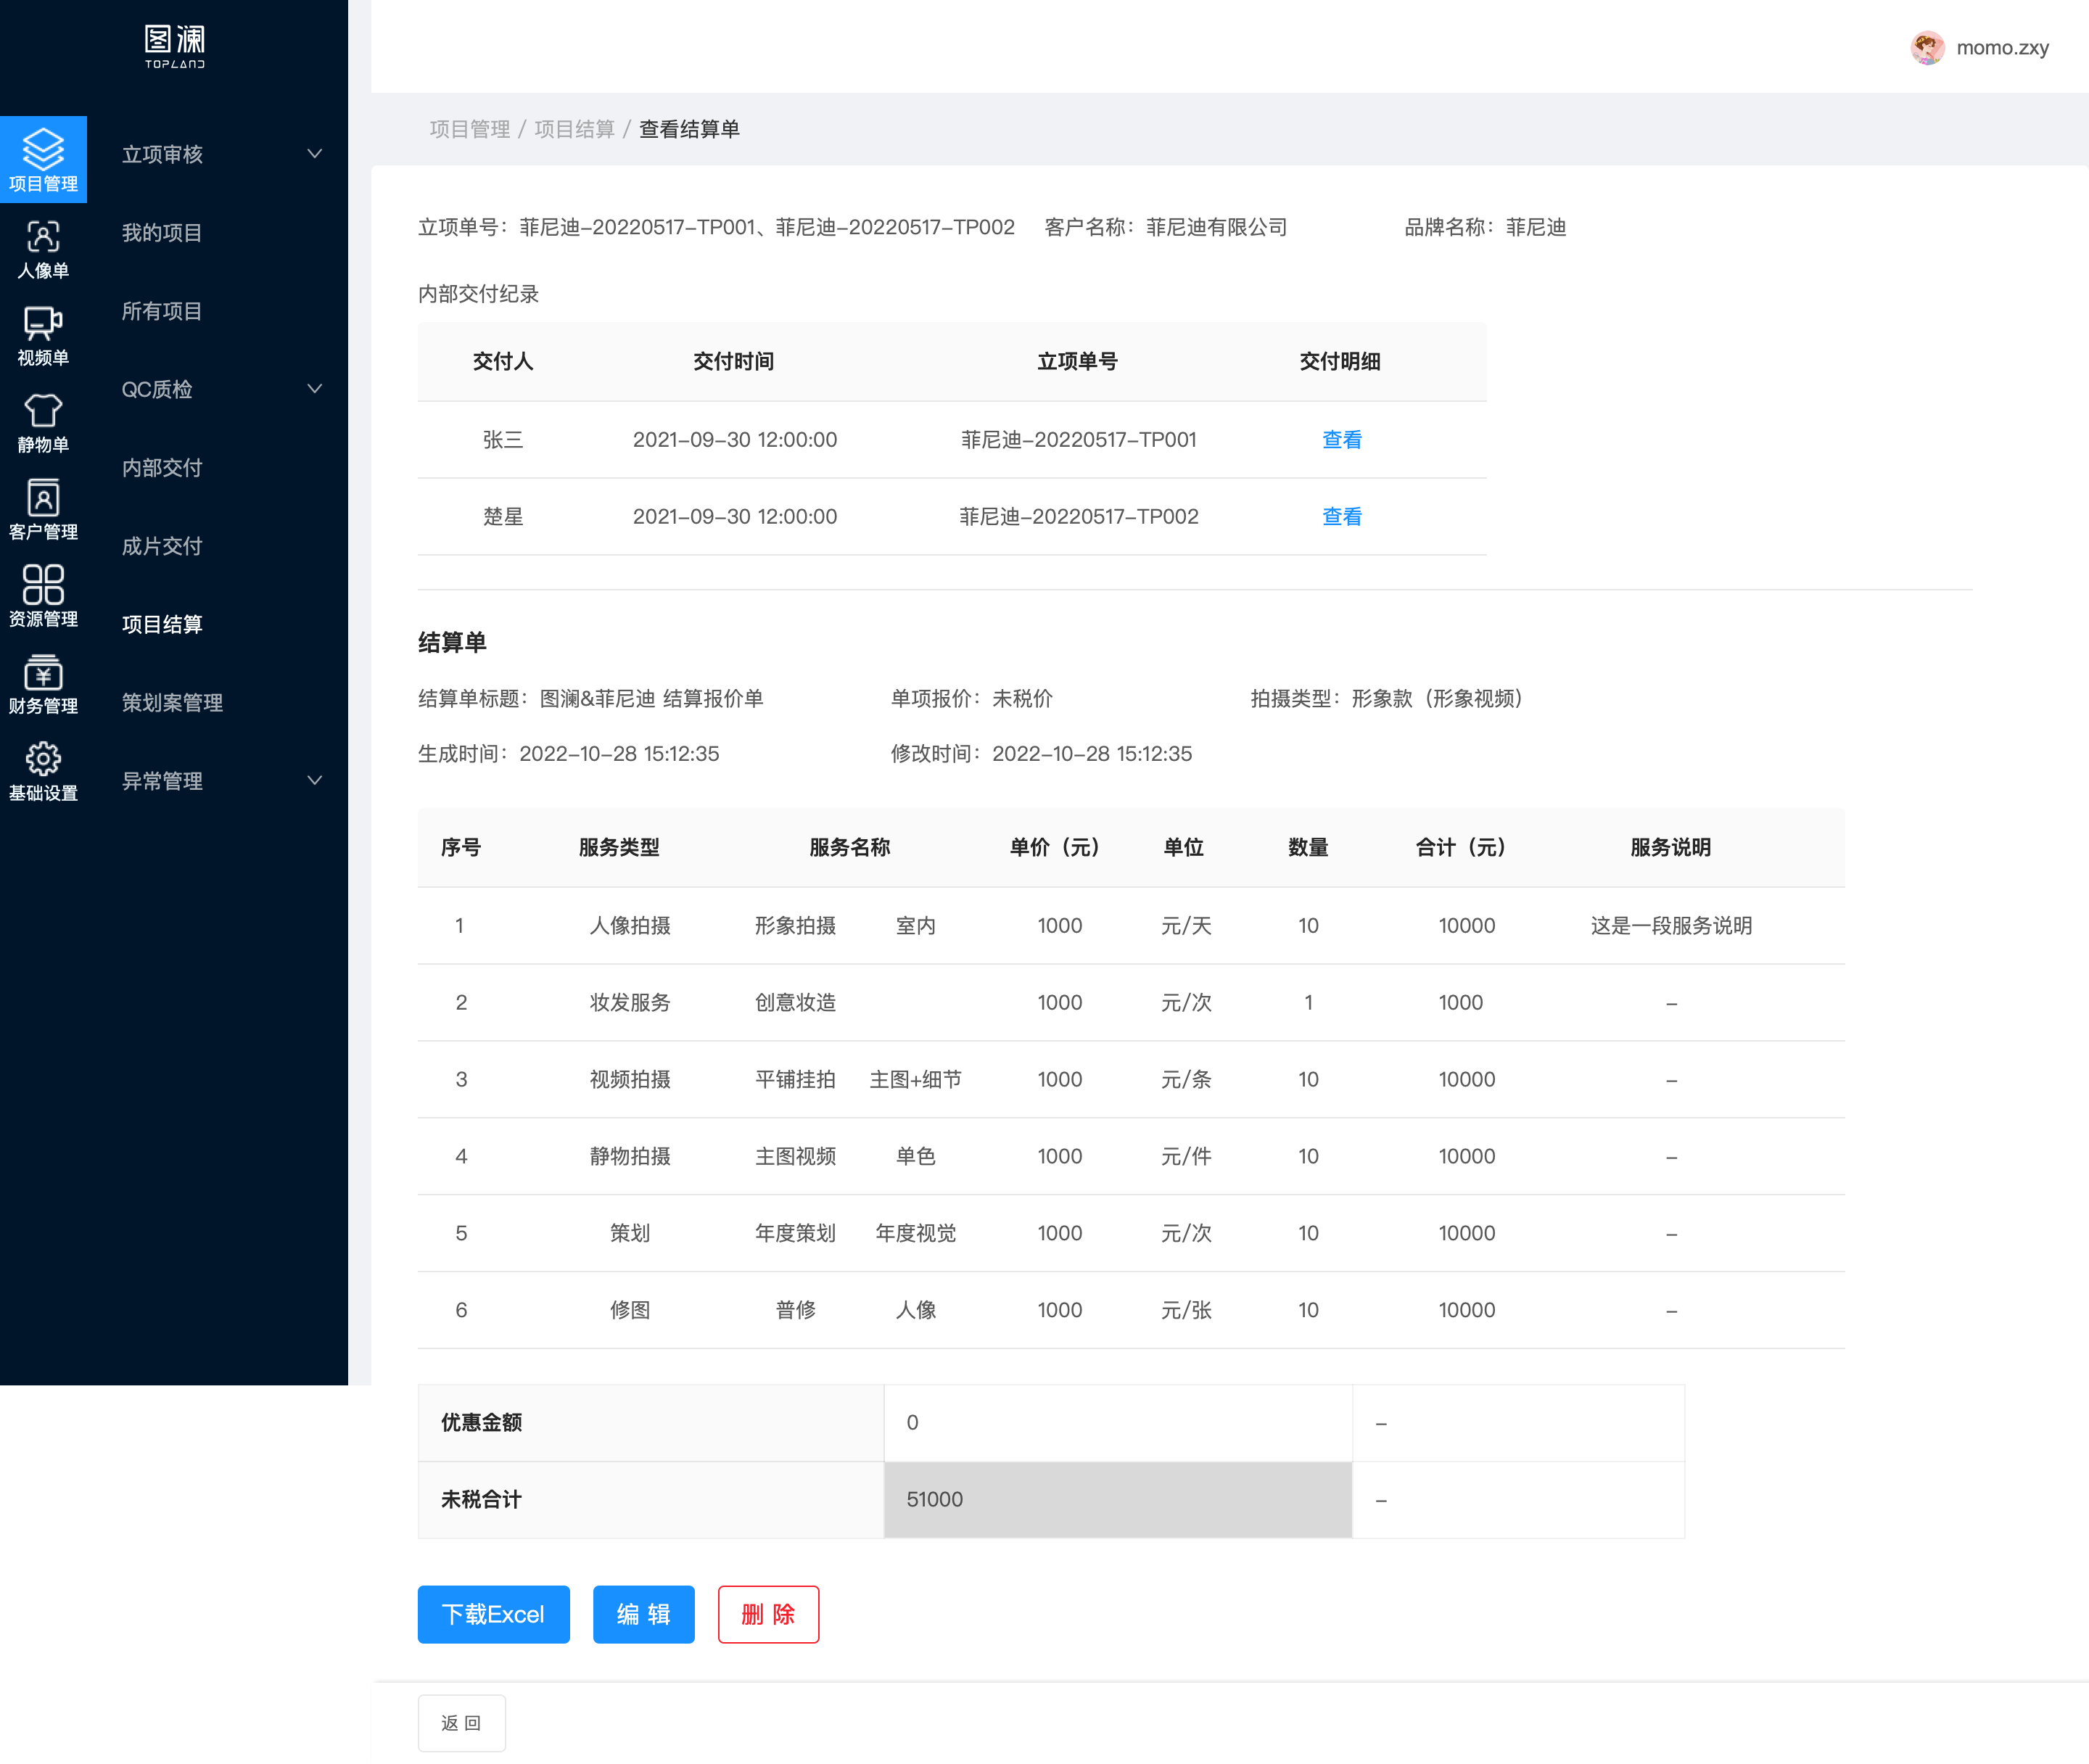 图澜
TOPLAND
momo.zxy
项目管理
人像单
视频单
静物单
客户管理
资源管理
财务管理
基础设置
立项审核
我的项目
所有项目
QC质检
内部交付
成片交付
项目结算
策划案管理
异常管理
项目管理 / 项目结算 / 查看结算单
立项单号：菲尼迪-20220517-TP001、菲尼迪-20220517-TP002 客户名称：菲尼迪有限公司 品牌名称：菲尼迪
内部交付纪录
交付人 交付时间 立项单号 交付明细
张三 2021-09-30 12:00:00 菲尼迪-20220517-TP001 查看
楚星 2021-09-30 12:00:00 菲尼迪-20220517-TP002 查看
结算单
结算单标题：图澜&菲尼迪 结算报价单 单项报价：未税价 拍摄类型：形象款（形象视频）
生成时间：2022-10-28 15:12:35 修改时间：2022-10-28 15:12:35
序号 服务类型 服务名称 单价（元） 单位 数量 合计（元） 服务说明
1 人像拍摄 形象拍摄 室内 1000 元/天 10 10000 这是一段服务说明
2 妆发服务 创意妆造 1000 元/次 1 1000 -
3 视频拍摄 平铺挂拍 主图+细节 1000 元/条 10 10000 -
4 静物拍摄 主图视频 单色 1000 元/件 10 10000 -
5 策划 年度策划 年度视觉 1000 元/次 10 10000 -
6 修图 普修 人像 1000 元/张 10 10000 -
优惠金额 0 -
未税合计 51000 -
下载Excel 编 辑 删 除
返 回